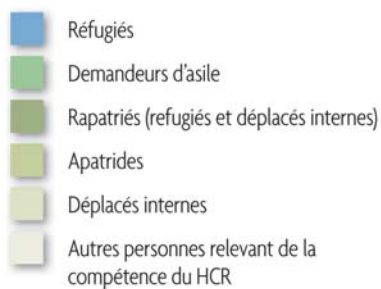 Réfugiés
Demandeurs d'asile
Rapatriés (refugiés et déplacés internes)
Apatrides
Déplacés internes
Autres personnes relevant de la
compétence du HCR